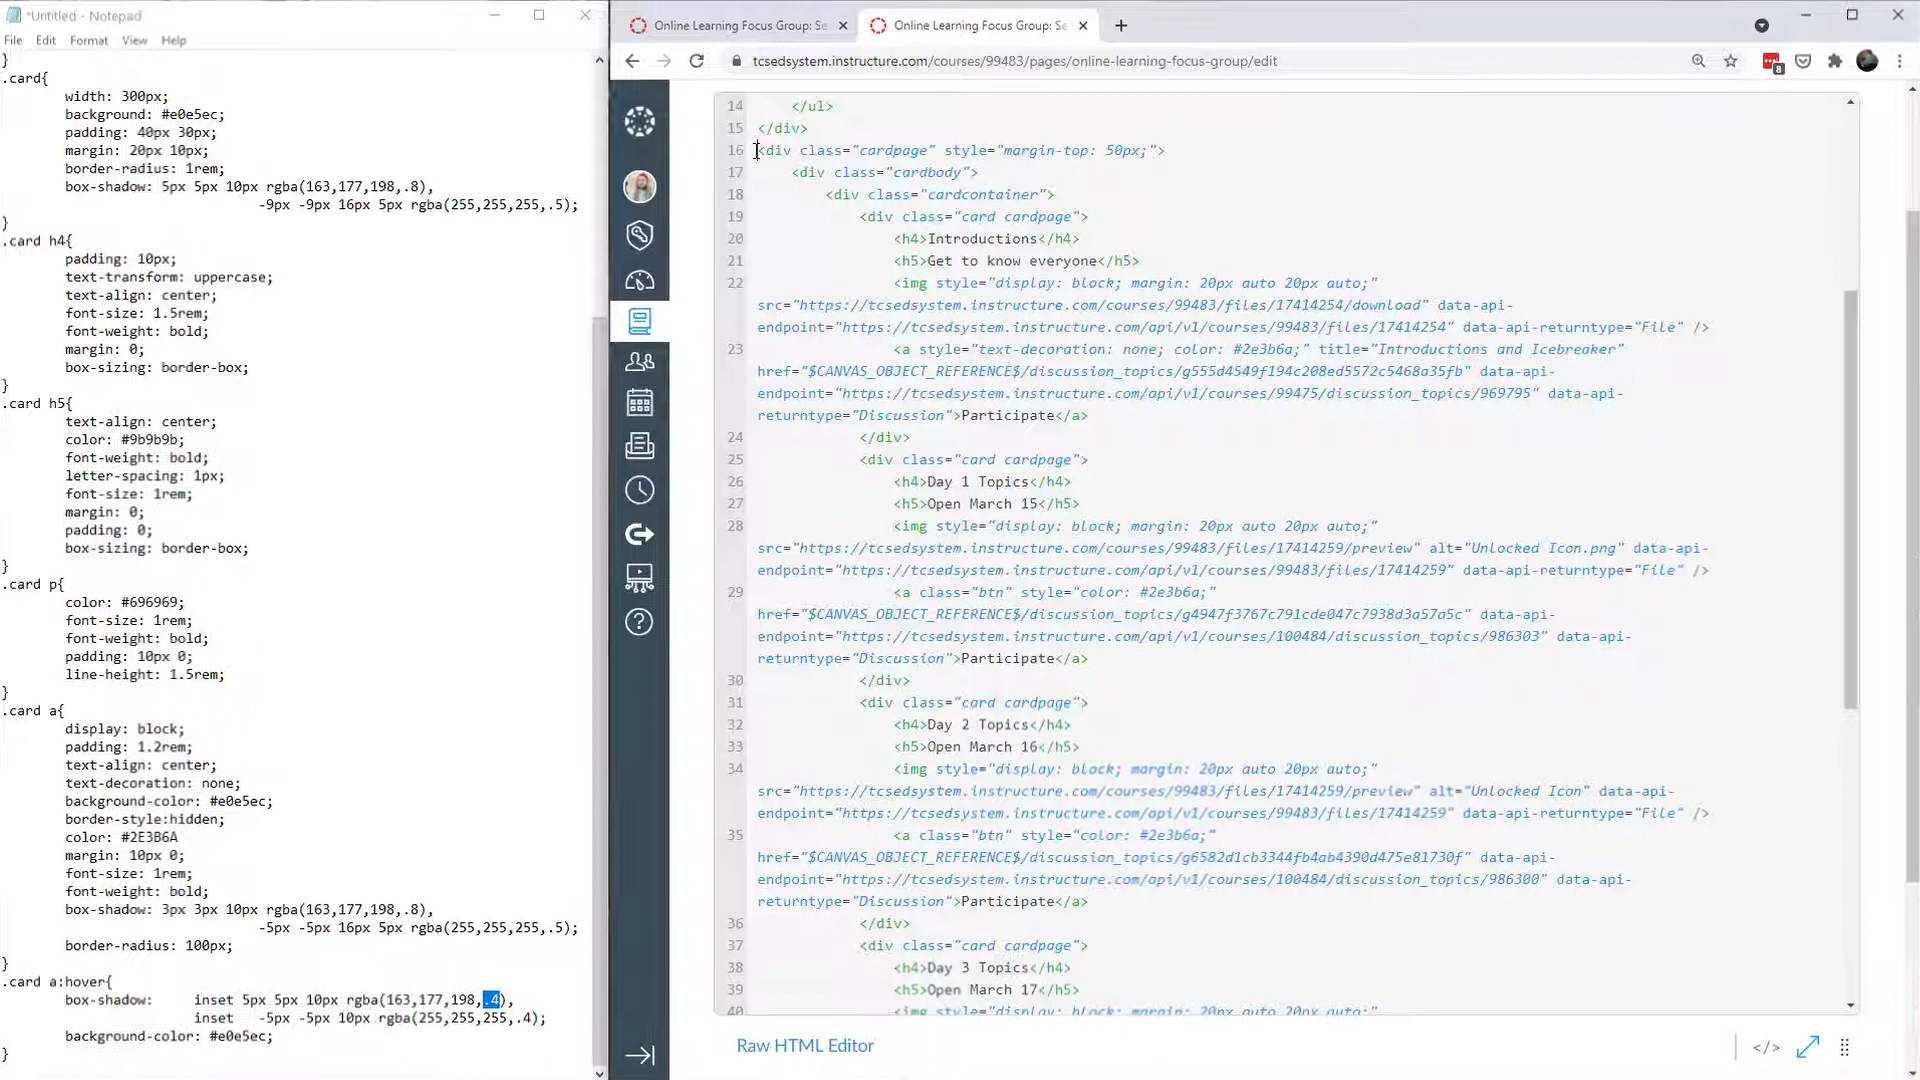 *Untitled - Notepad
File Edit Format View Help
}
.card{
width: 300px;
background: #e0e5ec;
padding: 40px 30px;
margin: 20px 10px;
border-radius: 1rem;
box-shadow: 5px 5px 10px rgba(163,177,198,.8),
-9px -9px 16px 5px rgba(255,255,255,.5);
}
.card h4{
padding: 10px;
text-transform: uppercase;
text-align: center;
font-size: 1.5rem;
font-weight: bold;
margin: 0;
box-sizing: border-box;
}
.card h5{
text-align: center;
color: #9b9b9b;
font-weight: bold;
letter-spacing: 1px;
font-size: 1rem;
margin: 0;
padding: 0;
box-sizing: border-box;
}
.card p{
color: #696969;
font-size: 1rem;
font-weight: bold;
padding: 10px 0;
line-height: 1.5rem;
}
.card a{
display: block;
padding: 1.2rem;
text-align: center;
text-decoration: none;
background-color: #e0e5ec;
border-style:hidden;
color: #2E3B6A
margin: 10px 0;
font-size: 1rem;
font-weight: bold;
box-shadow: 3px 3px 10px rgba(163,177,198,.8),
-5px -5px 16px 5px rgba(255,255,255,.5);
border-radius: 100px;
}
.card a:hover{
box-shadow: inset 5px 5px 10px rgba(163,177,198,.4),
inset -5px -5px 10px rgba(255,255,255,.4);
background-color: #e0e5ec;
}
Online Learning Focus Group: Se
Online Learning Focus Group: Se
tcsedsystem.instructure.com/courses/99483/pages/online-learning-focus-group/edit
8
14 </ul>
15 </div>
16 <div class="cardpage" style="margin-top: 50px;">
17 <div class="cardbody">
18 <div class="cardcontainer">
19 <div class="card cardpage">
20 <h4>Introductions</h4>
21 <h5>Get to know everyone</h5>
22 <img style="display: block; margin: 20px auto 20px auto;"
src="https://tcsedsystem.instructure.com/courses/99483/files/17414254/download" data-api-
endpoint="https://tcsedsystem.instructure.com/api/v1/courses/99483/files/17414254" data-api-returntype="File" />
23 <a style="text-decoration: none; color: #2e3b6a;" title="Introductions and Icebreaker"
href="$CANVAS_OBJECT_REFERENCE$/discussion_topics/g555d4549f194c208ed5572c5468a35fb" data-api-
endpoint="https://tcsedsystem.instructure.com/api/v1/courses/99475/discussion_topics/969795" data-api-
returntype="Discussion">Participate</a>
24 </div>
25 <div class="card cardpage">
26 <h4>Day 1 Topics</h4>
27 <h5>Open March 15</h5>
28 <img style="display: block; margin: 20px auto 20px auto;"
src="https://tcsedsystem.instructure.com/courses/99483/files/17414259/preview" alt="Unlocked Icon.png" data-api-
endpoint="https://tcsedsystem.instructure.com/api/v1/courses/99483/files/17414259" data-api-returntype="File" />
29 <a class="btn" style="color: #2e3b6a;"
href="$CANVAS_OBJECT_REFERENCE$/discussion_topics/g4947f3767c791cde047c7938d3a57a5c" data-api-
endpoint="https://tcsedsystem.instructure.com/api/v1/courses/100484/discussion_topics/986303" data-api-
returntype="Discussion">Participate</a>
30 </div>
31 <div class="card cardpage">
32 <h4>Day 2 Topics</h4>
33 <h5>Open March 16</h5>
34 <img style="display: block; margin: 20px auto 20px auto;"
src="https://tcsedsystem.instructure.com/courses/99483/files/17414259/preview" alt="Unlocked Icon" data-api-
endpoint="https://tcsedsystem.instructure.com/api/v1/courses/99483/files/17414259" data-api-returntype="File" />
35 <a class="btn" style="color: #2e3b6a;"
href="$CANVAS_OBJECT_REFERENCE$/discussion_topics/g6582d1cb3344fb4ab4390d475e81730f" data-api-
endpoint="https://tcsedsystem.instructure.com/api/v1/courses/100484/discussion_topics/986300" data-api-
returntype="Discussion">Participate</a>
36 </div>
37 <div class="card cardpage">
38 <h4>Day 3 Topics</h4>
39 <h5>Open March 17</h5>
40 <img style="display: block; margin: 20px auto 20px auto;"
Raw HTML Editor
</>